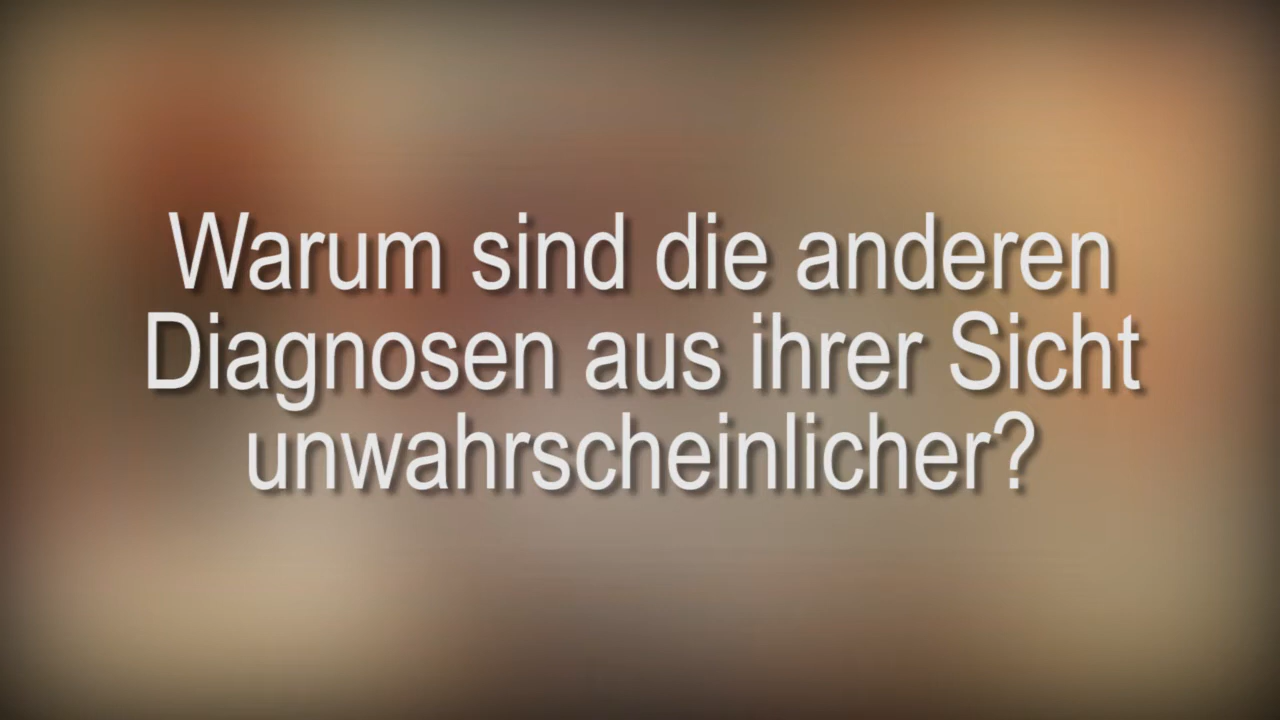 Warum sind die anderen
Diagnosen aus ihrer Sicht
unwahrscheinlicher?